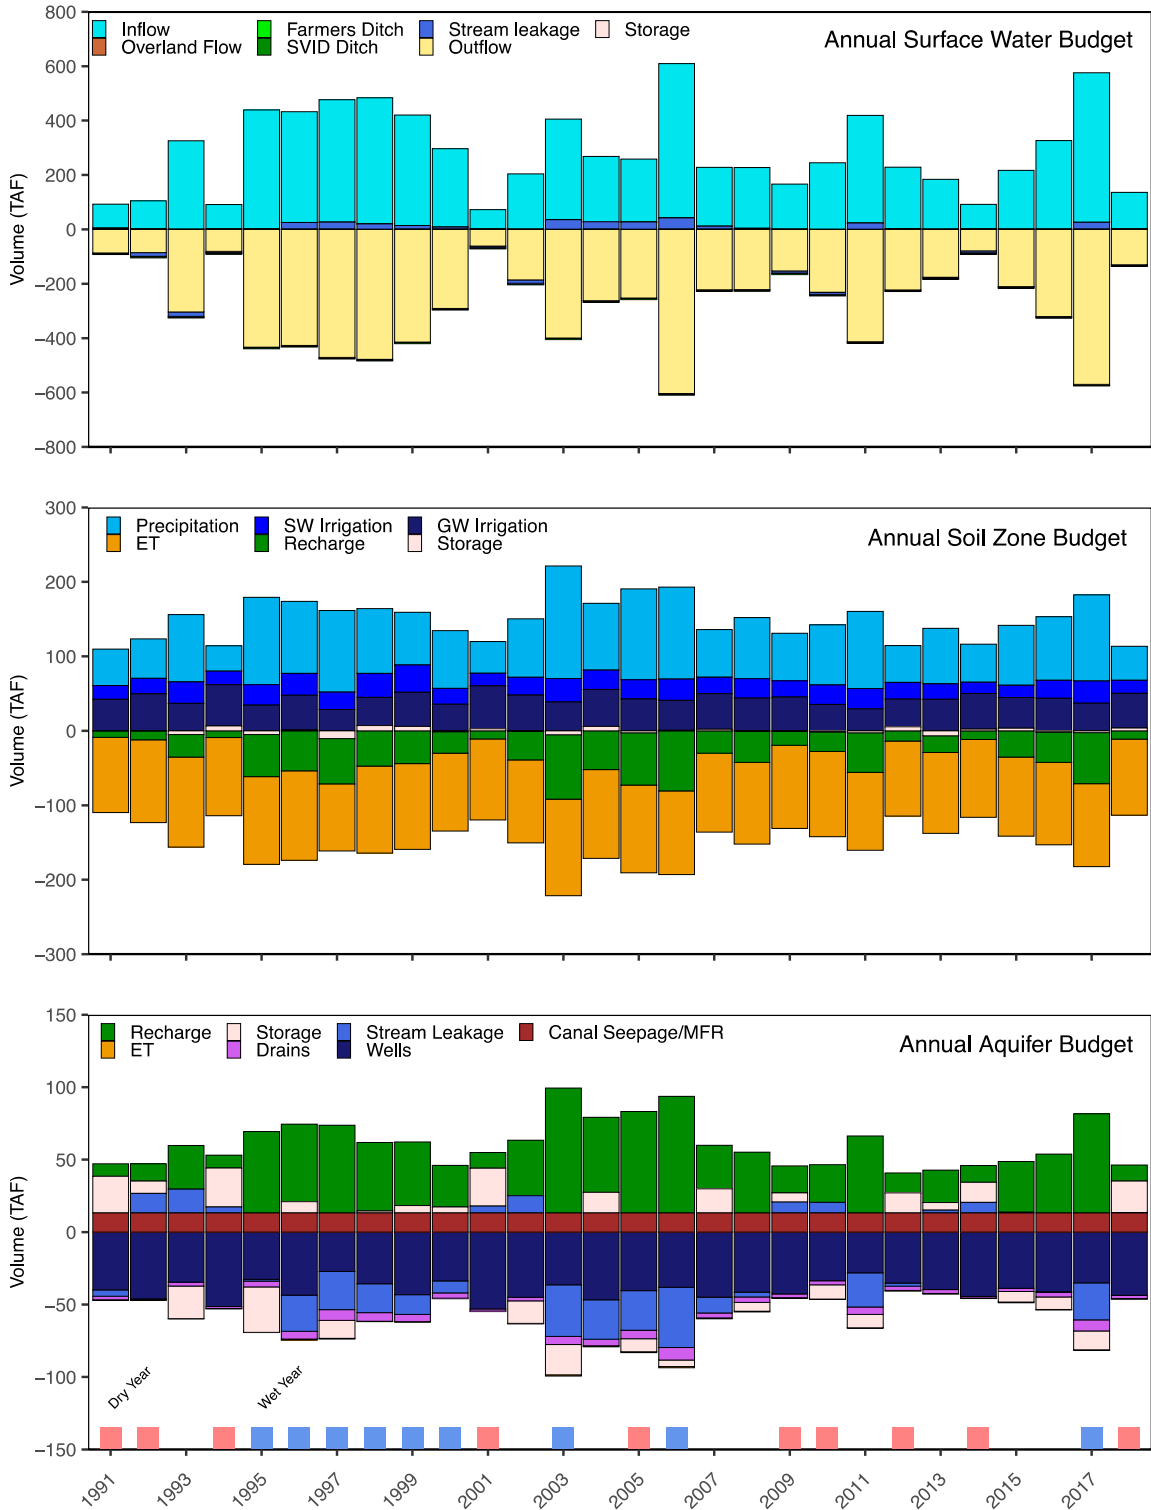 Annual Surface Water Budget
Inflow Farmers Ditch Stream leakage Storage
Overland Flow SVID Ditch Outflow
Volume (TAF)
800
600
400
200
0
−200
−400
−600
−800
Annual Soil Zone Budget
Precipitation SW Irrigation GW Irrigation
ET Recharge Storage
Volume (TAF)
300
200
100
0
−100
−200
−300
Annual Aquifer Budget
Recharge Storage Stream Leakage Canal Seepage/MFR
ET Drains Wells
Volume (TAF)
150
100
50
0
−50
−100
−150
Dry Year Wet Year
1991 1993 1995 1997 1999 2001 2003 2005 2007 2009 2011 2013 2015 2017